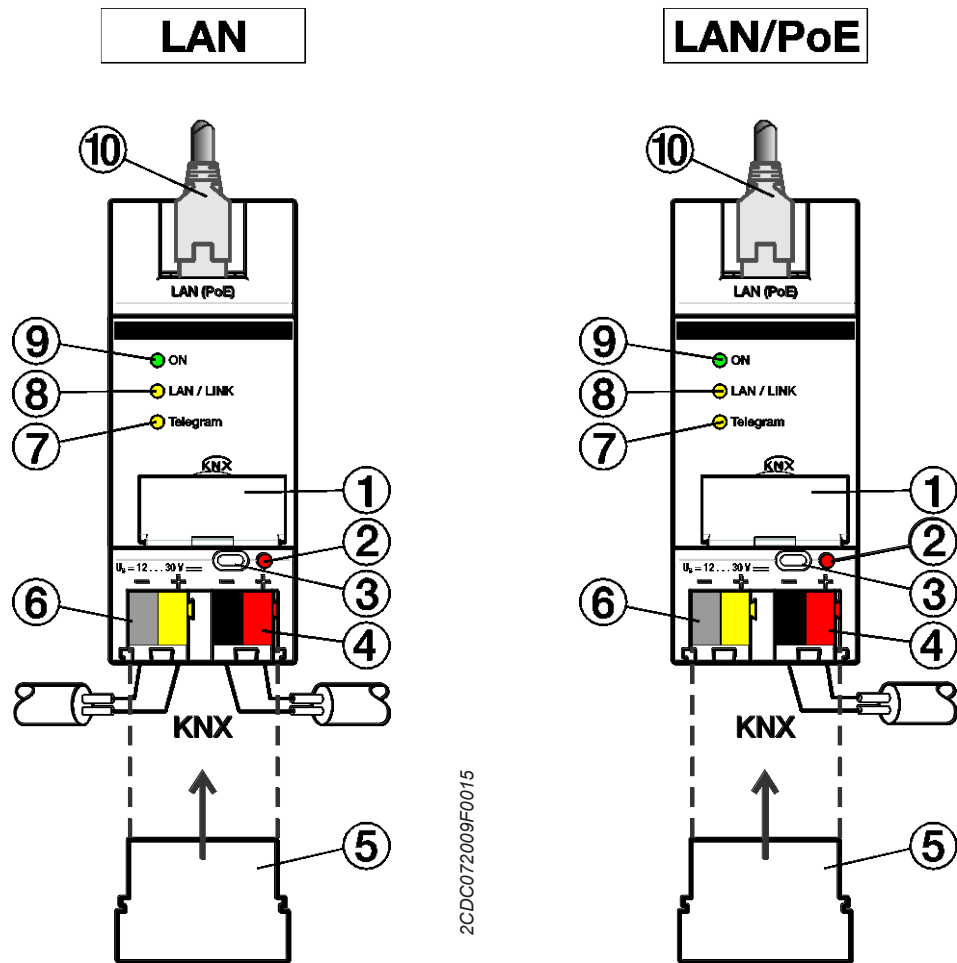 LAN
10
LAN (PoE)
9
ON
8
LAN / LINK
7
Telegram
KNX
1
2
Us = 12 ... 30 V
3
− + − +
6
4
KNX
5
2CDC072009F0015
LAN/PoE
10
LAN (PoE)
9
ON
8
LAN / LINK
7
Telegram
KNX
1
2
Us = 12 ... 30 V
3
− + − +
6
4
KNX
5